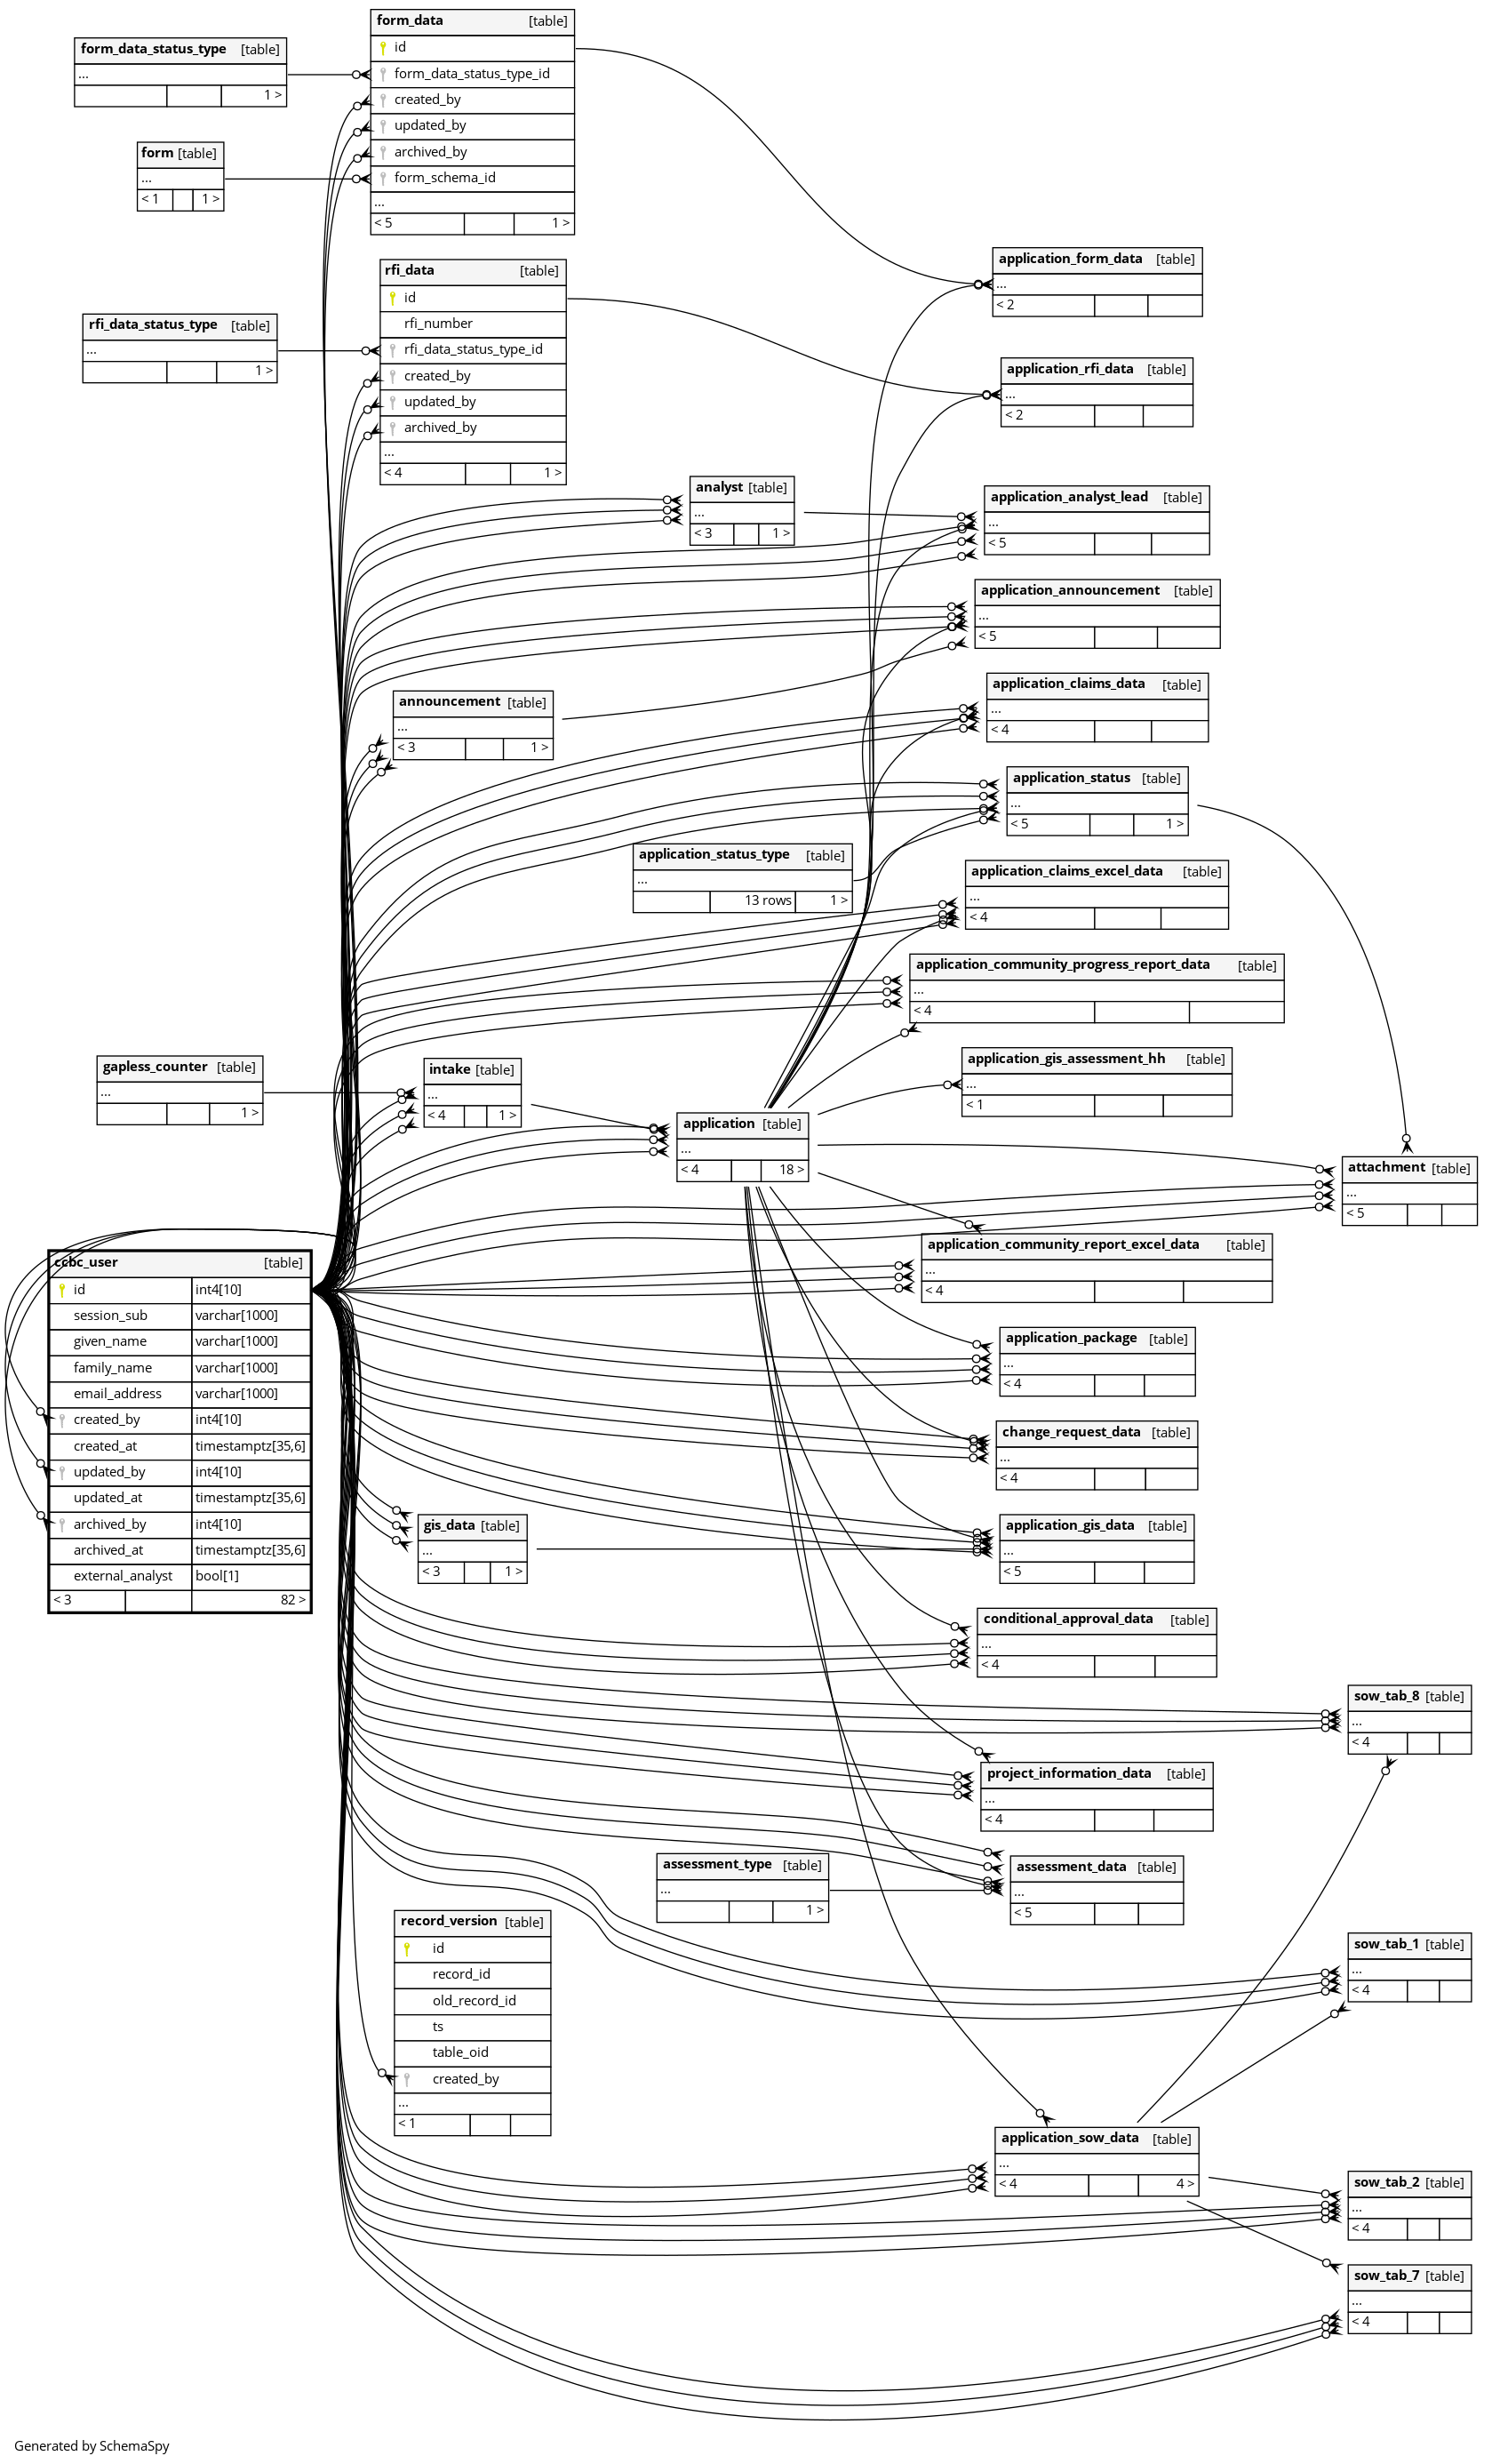 form_data [table]
id
form_data_status_type_id
created_by
updated_by
archived_by
form_schema_id
...
< 5 1 >
form_data_status_type [table]
...
1 >
form [table]
...
< 1 1 >
rfi_data [table]
id
rfi_number
rfi_data_status_type_id
created_by
updated_by
archived_by
...
< 4 1 >
rfi_data_status_type [table]
...
1 >
application_form_data [table]
...
< 2
application_rfi_data [table]
...
< 2
analyst [table]
...
< 3 1 >
application_analyst_lead [table]
...
< 5
application_announcement [table]
...
< 5
announcement [table]
...
< 3 1 >
application_claims_data [table]
...
< 4
application_status [table]
...
< 5 1 >
application_status_type [table]
...
13 rows 1 >
application_claims_excel_data [table]
...
< 4
application_community_progress_report_data [table]
...
< 4
gapless_counter [table]
...
1 >
intake [table]
...
< 4 1 >
application_gis_assessment_hh [table]
...
< 1
application [table]
...
< 4 18 >
attachment [table]
...
< 5
application_community_report_excel_data [table]
...
< 4
ccbc_user [table]
id int4[10]
session_sub varchar[1000]
given_name varchar[1000]
family_name varchar[1000]
email_address varchar[1000]
created_by int4[10]
created_at timestamptz[35,6]
updated_by int4[10]
updated_at timestamptz[35,6]
archived_by int4[10]
archived_at timestamptz[35,6]
external_analyst bool[1]
< 3 82 >
application_package [table]
...
< 4
change_request_data [table]
...
< 4
gis_data [table]
...
< 3 1 >
application_gis_data [table]
...
< 5
conditional_approval_data [table]
...
< 4
sow_tab_8 [table]
...
< 4
project_information_data [table]
...
< 4
assessment_type [table]
...
1 >
assessment_data [table]
...
< 5
record_version [table]
id
record_id
old_record_id
ts
table_oid
created_by
...
< 1
sow_tab_1 [table]
...
< 4
application_sow_data [table]
...
< 4 4 >
sow_tab_2 [table]
...
< 4
sow_tab_7 [table]
...
< 4
Generated by SchemaSpy